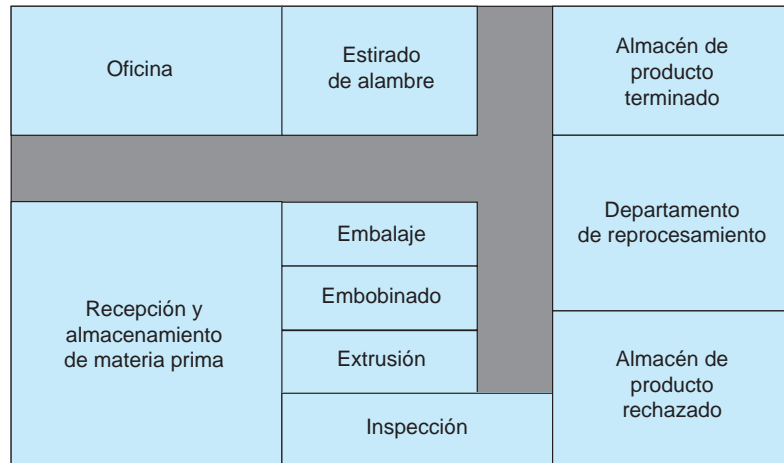 Oficina
Estirado
de alambre
Almacén de
producto
terminado
Embalaje
Departamento
de reprocesamiento
Embobinado
Recepción y
almacenamiento
de materia prima
Extrusión
Almacén de
producto
rechazado
Inspección